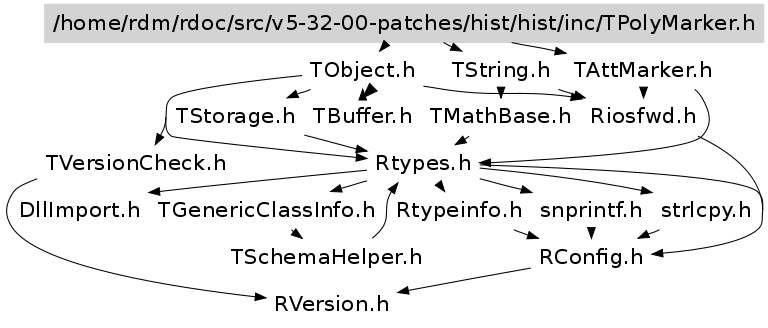 /home/rdm/rdoc/src/v5-32-00-patches/hist/hist/inc/TPolyMarker.h
TObject.h TString.h TAttMarker.h
TStorage.h TBuffer.h TMathBase.h Riosfwd.h
TVersionCheck.h Rtypes.h
DllImport.h TGenericClassInfo.h Rtypeinfo.h snprintf.h strlcpy.h
TSchemaHelper.h RConfig.h
RVersion.h